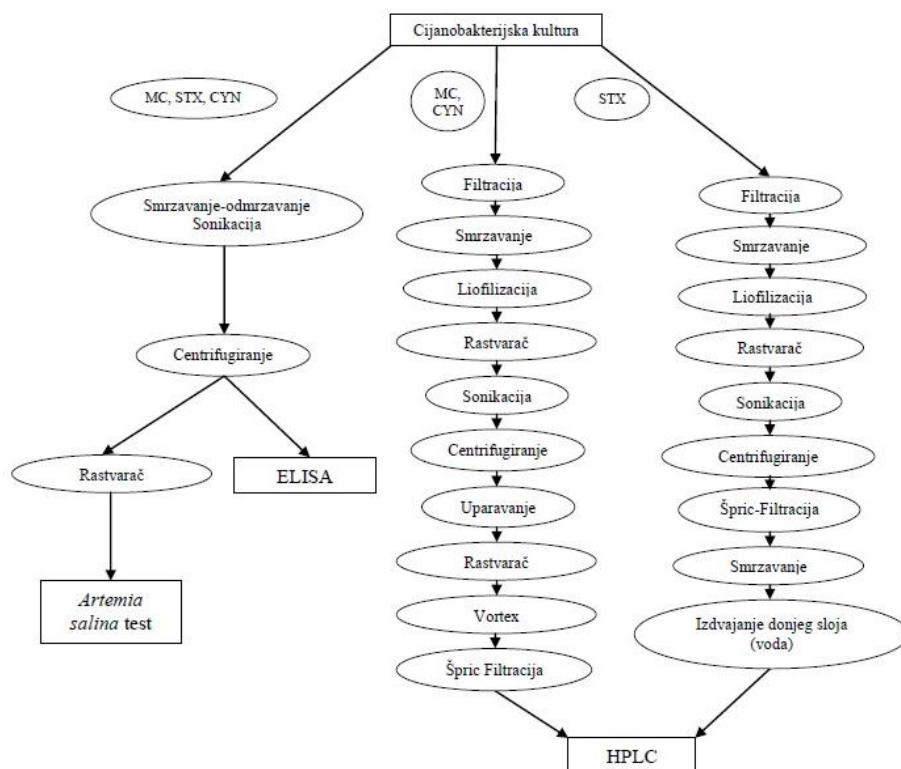 Cijanobakterijska kultura
MC, STX, CYN
MC,
CYN
STX
Smrzavanje-odmrzavanje
Sonikacija
Centrifugiranje
Rastvarač
ELISA
Artemia
salina test
Filtracija
Smrzavanje
Liofilizacija
Rastvarač
Sonikacija
Centrifugiranje
Uparavanje
Rastvarač
Vortex
Špric Filtracija
Filtracija
Smrzavanje
Liofilizacija
Rastvarač
Sonikacija
Centrifugiranje
Špric-Filtracija
Smrzavanje
Izdvajanje donjeg sloja
(voda)
HPLC